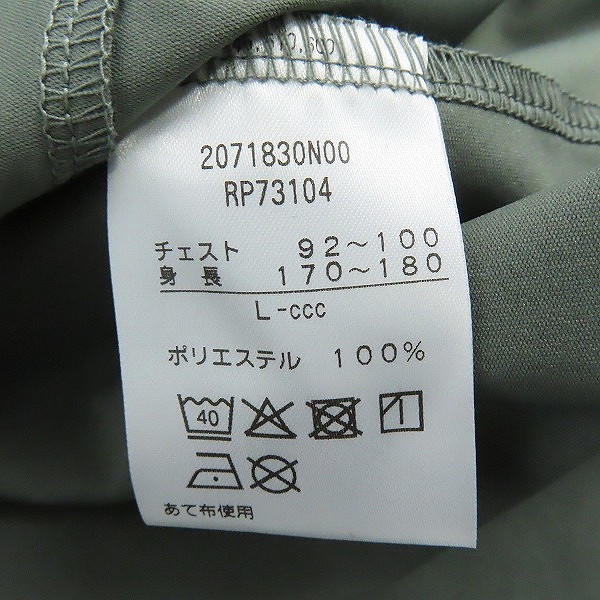 2071830N00
RP73104
チェスト 92～100
身長 170～180
L-ccc
ポリエステル 100%
40
あて布使用